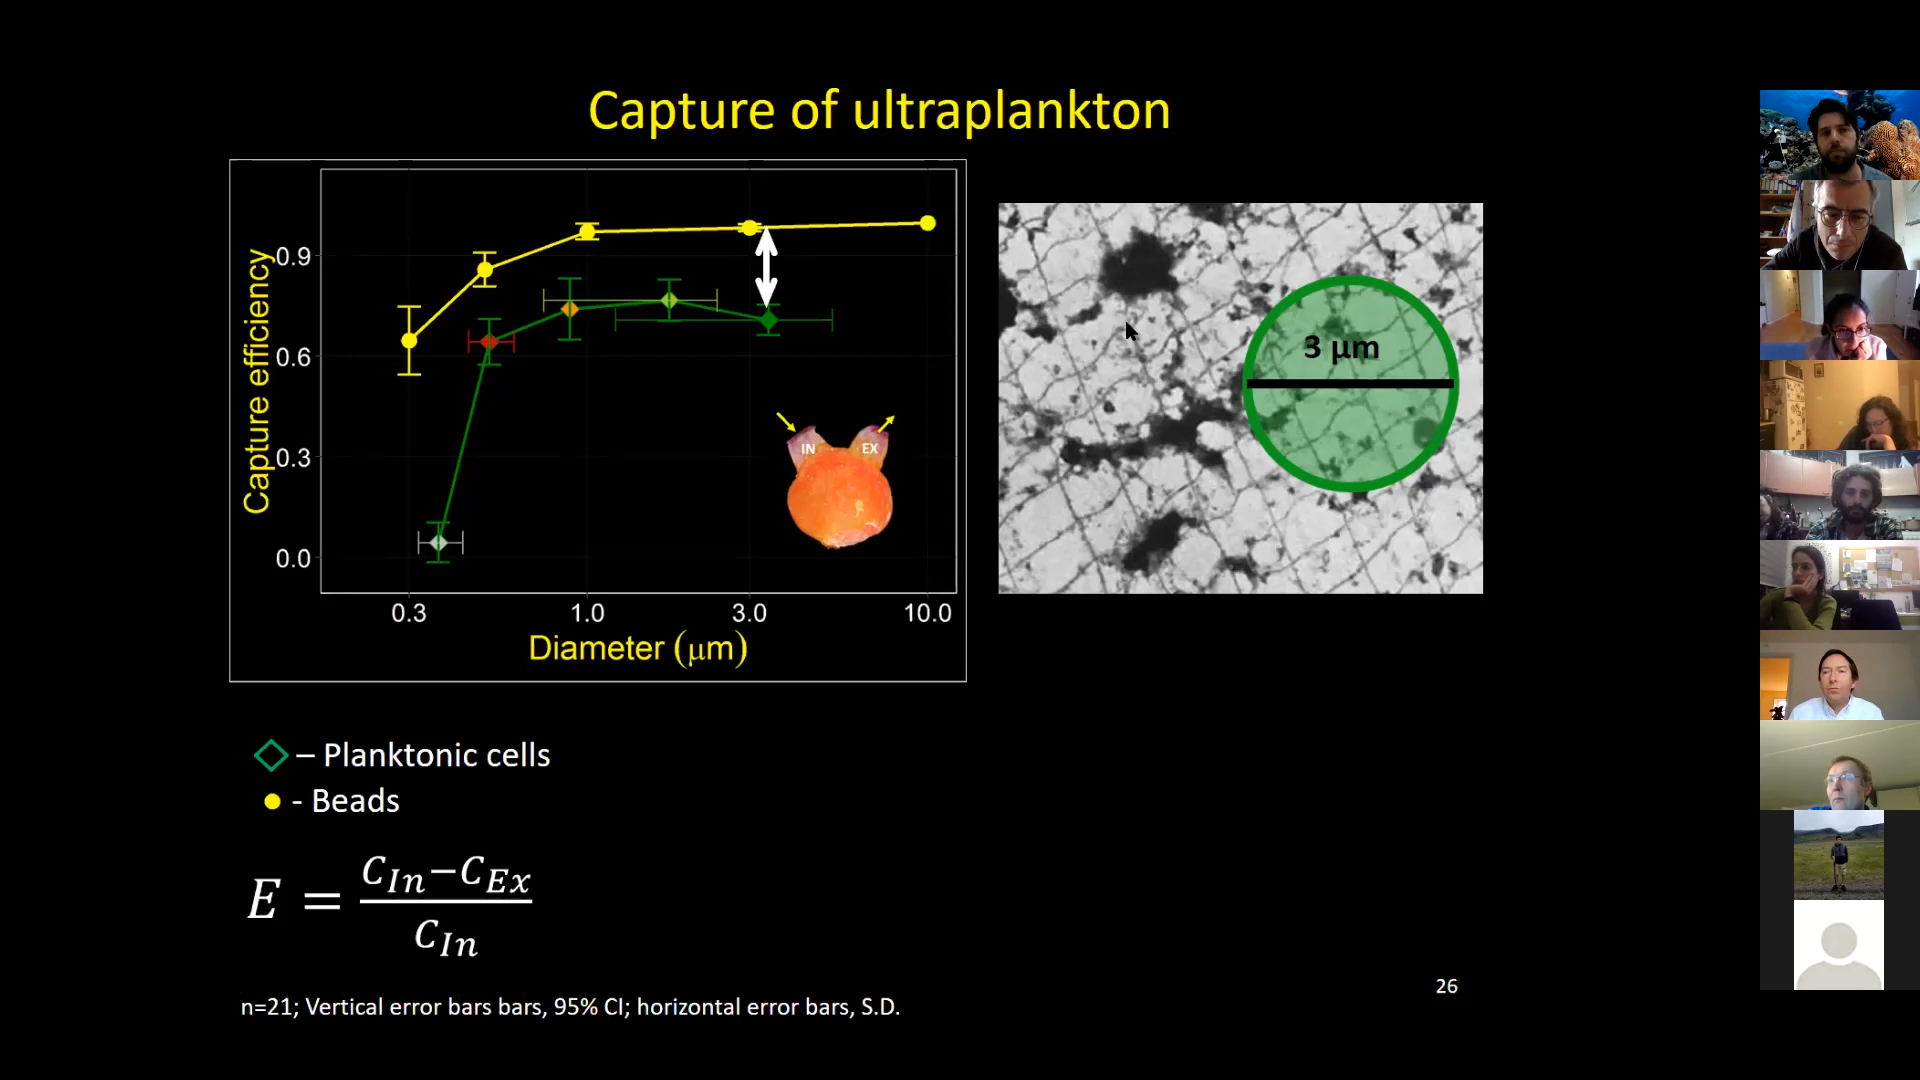 Capture of ultraplankton
Capture efficiency
0.9
0.6
0.3
0.0
0.3 1.0 3.0 10.0
Diameter (μm)
IN EX
3 μm
– Planktonic cells
- Beads
E = C_In−C_Ex / C_In
n=21; Vertical error bars bars, 95% CI; horizontal error bars, S.D.
26